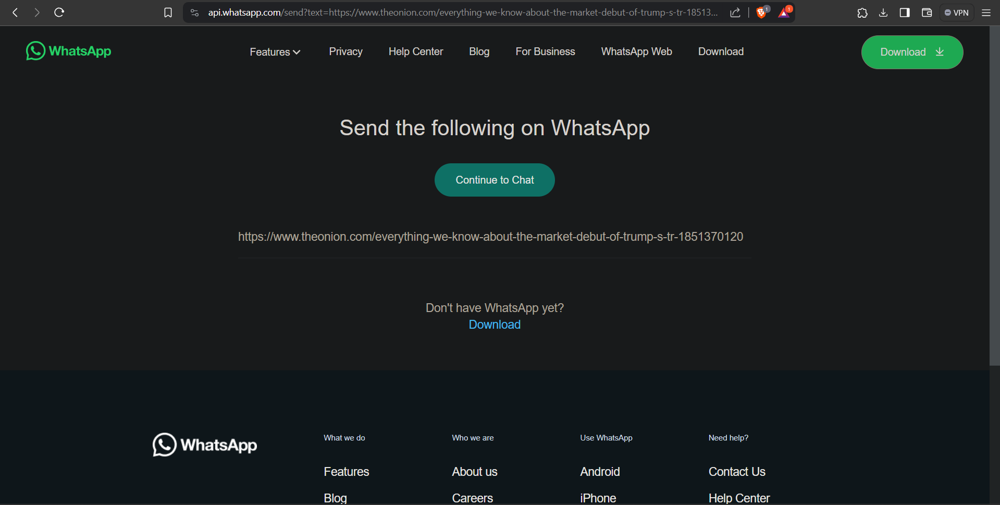 api.whatsapp.com/send?text=https://www.theonion.com/everything-we-know-about-the-market-debut-of-trump-s-tr-18513... 1 1 VPN
WhatsApp Features Privacy Help Center Blog For Business WhatsApp Web Download Download
Send the following on WhatsApp
Continue to Chat
https://www.theonion.com/everything-we-know-about-the-market-debut-of-trump-s-tr-1851370120
Don't have WhatsApp yet?
Download
WhatsApp
What we do Who we are Use WhatsApp Need help?
Features About us Android Contact Us
Blog Careers iPhone Help Center